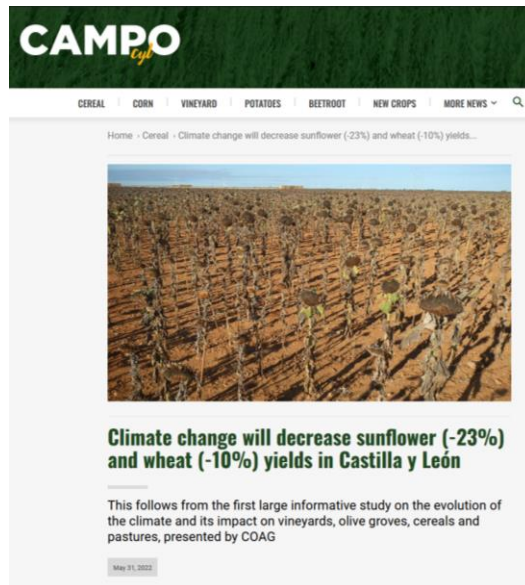 CAMPO
cyl
CEREAL CORN VINEYARD POTATOES BEETROOT NEW CROPS MORE NEWS
Home › Cereal › Climate change will decrease sunflower (-23%) and wheat (-10%) yields...
Climate change will decrease sunflower (-23%)
and wheat (-10%) yields in Castilla y León
This follows from the first large informative study on the evolution of
the climate and its impact on vineyards, olive groves, cereals and
pastures, presented by COAG
May 31, 2022